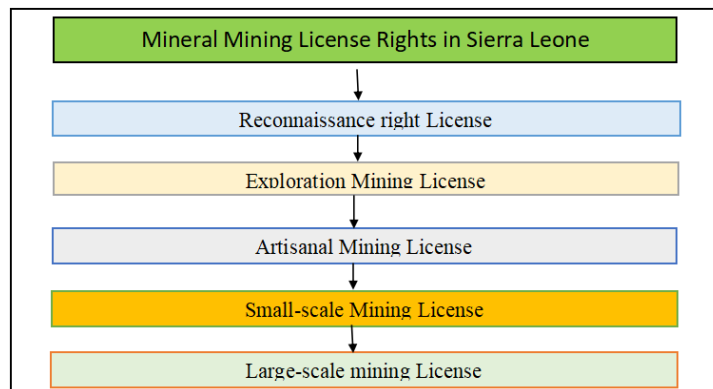 Mineral Mining License Rights in Sierra Leone
Reconnaissance right License
Exploration Mining License
Artisanal Mining License
Small-scale Mining License
Large-scale mining License